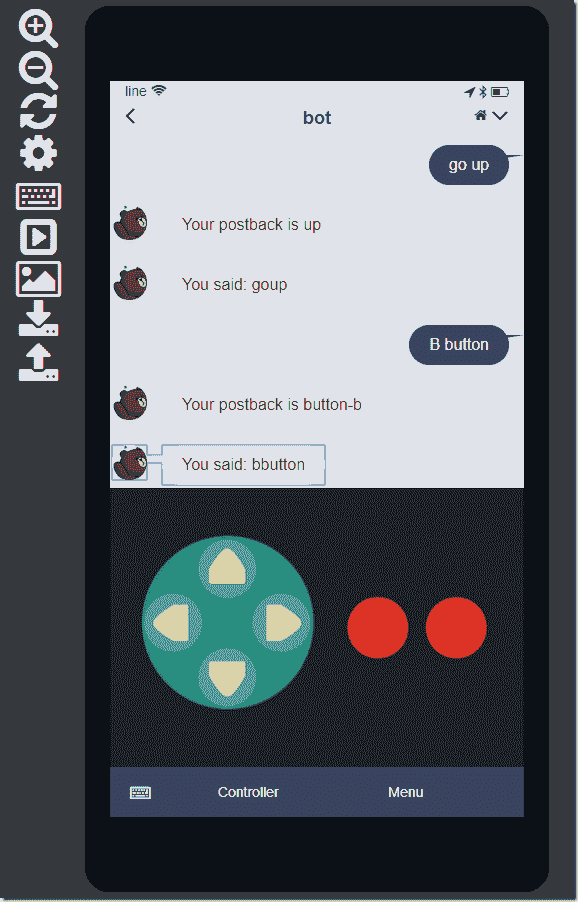 line
bot
go up
Your postback is up
You said: goup
B button
Your postback is button-b
You said: bbutton
Controller
Menu